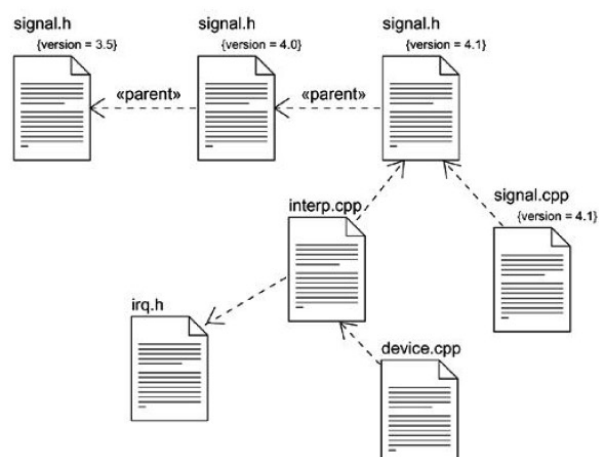 signal.h
{version = 3.5}
signal.h
{version = 4.0}
signal.h
{version = 4.1}
«parent»
«parent»
interp.cpp
signal.cpp
{version = 4.1}
irq.h
device.cpp